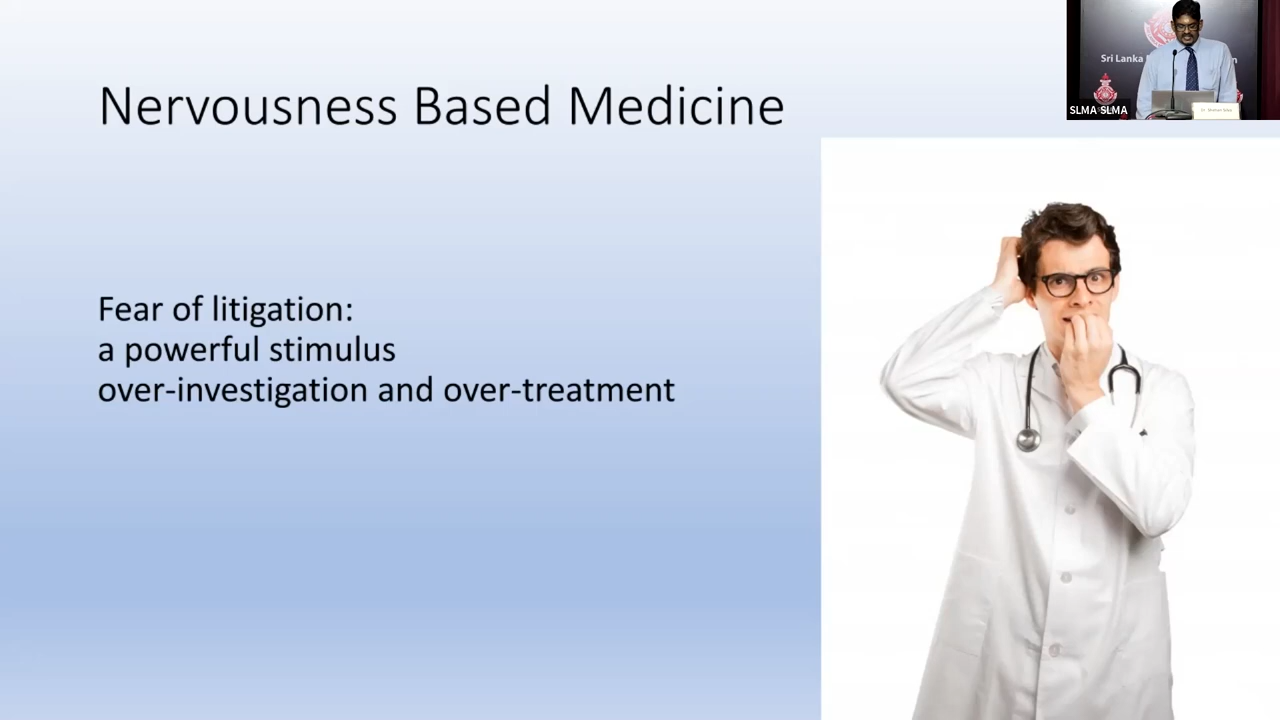 Nervousness Based Medicine
Fear of litigation:
a powerful stimulus
over-investigation and over-treatment
Sri Lanka
SLMA SLMA